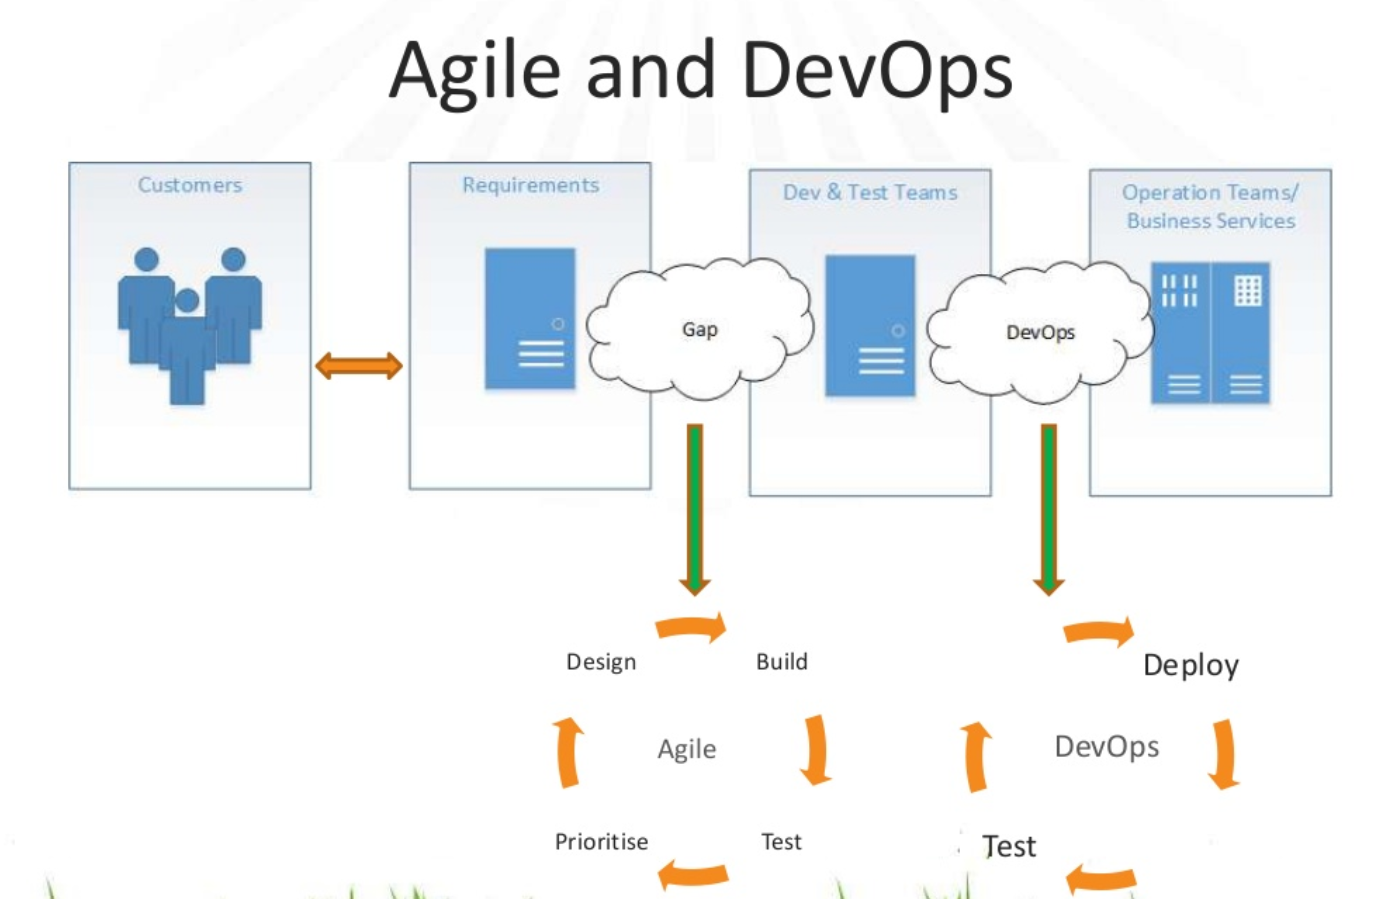 Agile and DevOps
Customers
Requirements
Dev & Test Teams
Operation Teams/
Business Services
Gap
DevOps
Design
Build
Agile
Prioritise
Test
Deploy
DevOps
Test